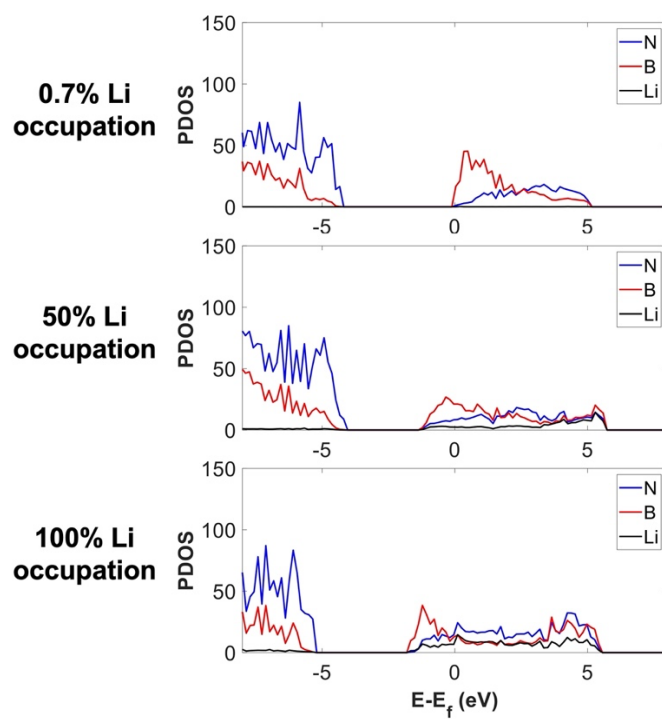 0.7% Li
occupation
PDOS
150
100
50
0
-5
0
5
N
B
Li
50% Li
occupation
PDOS
150
100
50
0
-5
0
5
N
B
Li
100% Li
occupation
PDOS
150
100
50
0
-5
0
5
N
B
Li
E-Ef (eV)